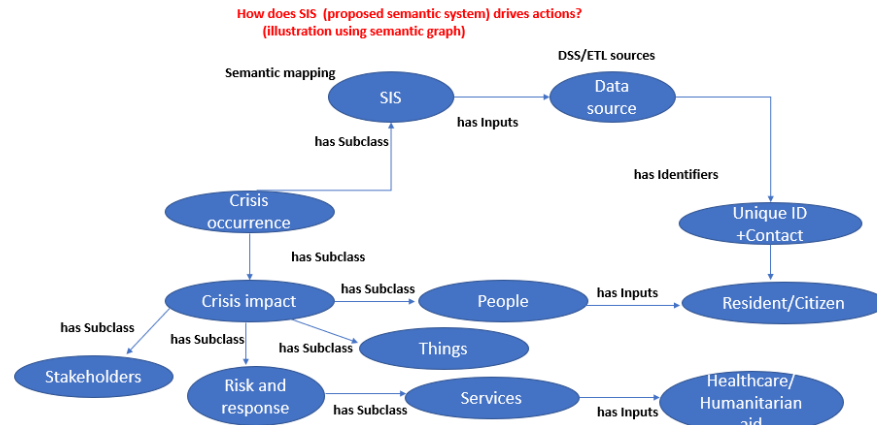 How does SIS (proposed semantic system) drives actions?
(illustration using semantic graph)
DSS/ETL sources
Semantic mapping
SIS
Data
source
has Inputs
has Subclass
has Identifiers
Crisis
occurrence
Unique ID
+Contact
has Subclass
Crisis impact
has Subclass
People
has Inputs
Resident/Citizen
has Subclass
has Subclass
has Subclass
Things
Stakeholders
Risk and
response
has Subclass
Services
has Inputs
Healthcare/
Humanitarian
aid